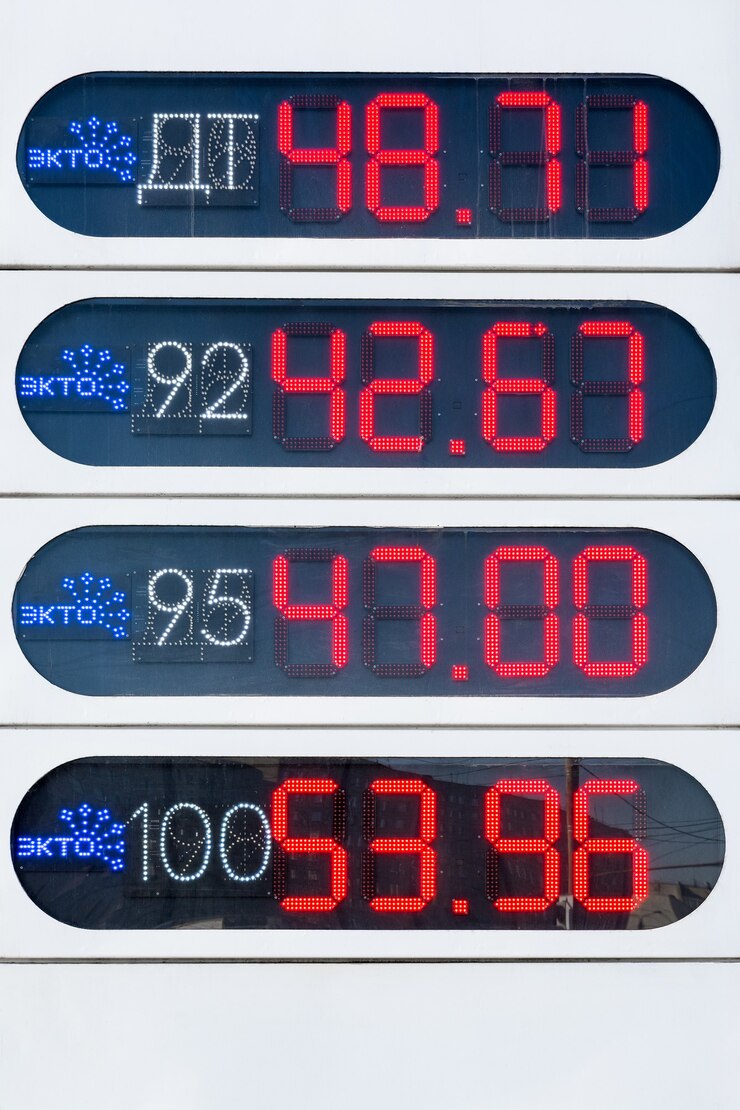 ЭКТО ДТ 48.71
ЭКТО 92 42.67
ЭКТО 95 47.00
ЭКТО 100 53.96